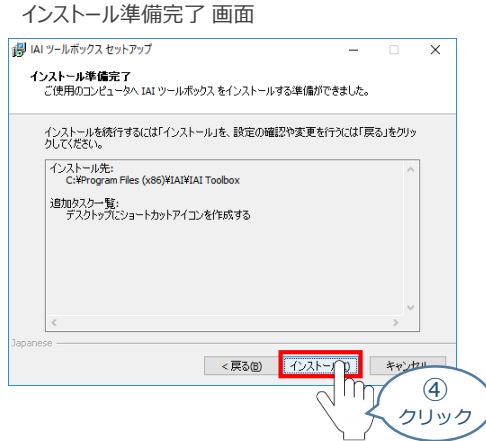 インストール準備完了 画面
IAI ツールボックス セットアップ
インストール準備完了
ご使用のコンピュータへ IAI ツールボックス をインストールする準備ができました。
インストールを続行するには「インストール」を、設定の確認や変更を行うには「戻る」をクリッ
クしてください。
インストール先:
C:¥Program Files (x86)¥IAI¥IAI Toolbox
追加タスク一覧:
デスクトップにショートカットアイコンを作成する
Japanese
< 戻る(B)
インストー
キャンセル
④
クリック